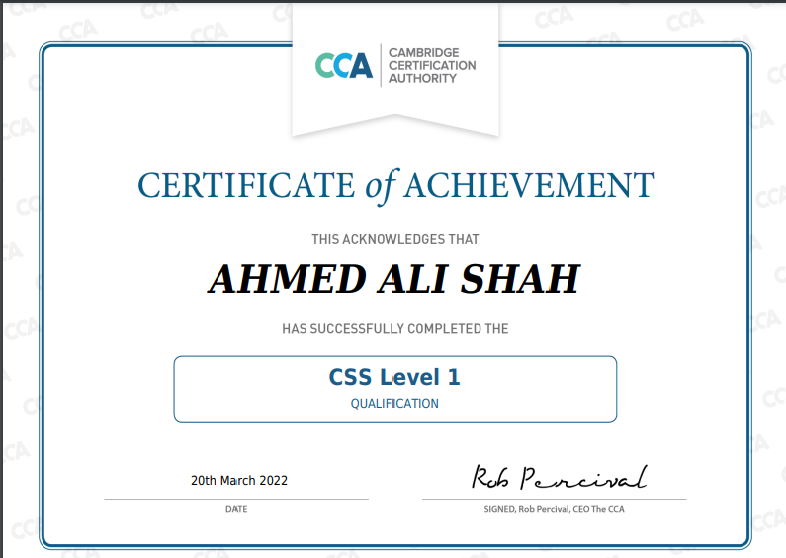 CCA
CAMBRIDGE
CERTIFICATION
AUTHORITY
CERTIFICATE of ACHIEVEMENT
THIS ACKNOWLEDGES THAT
AHMED ALI SHAH
HAS SUCCESSFULLY COMPLETED THE
CSS Level 1
QUALIFICATION
20th March 2022
DATE
Rob Percival
SIGNED, Rob Percival, CEO The CCA